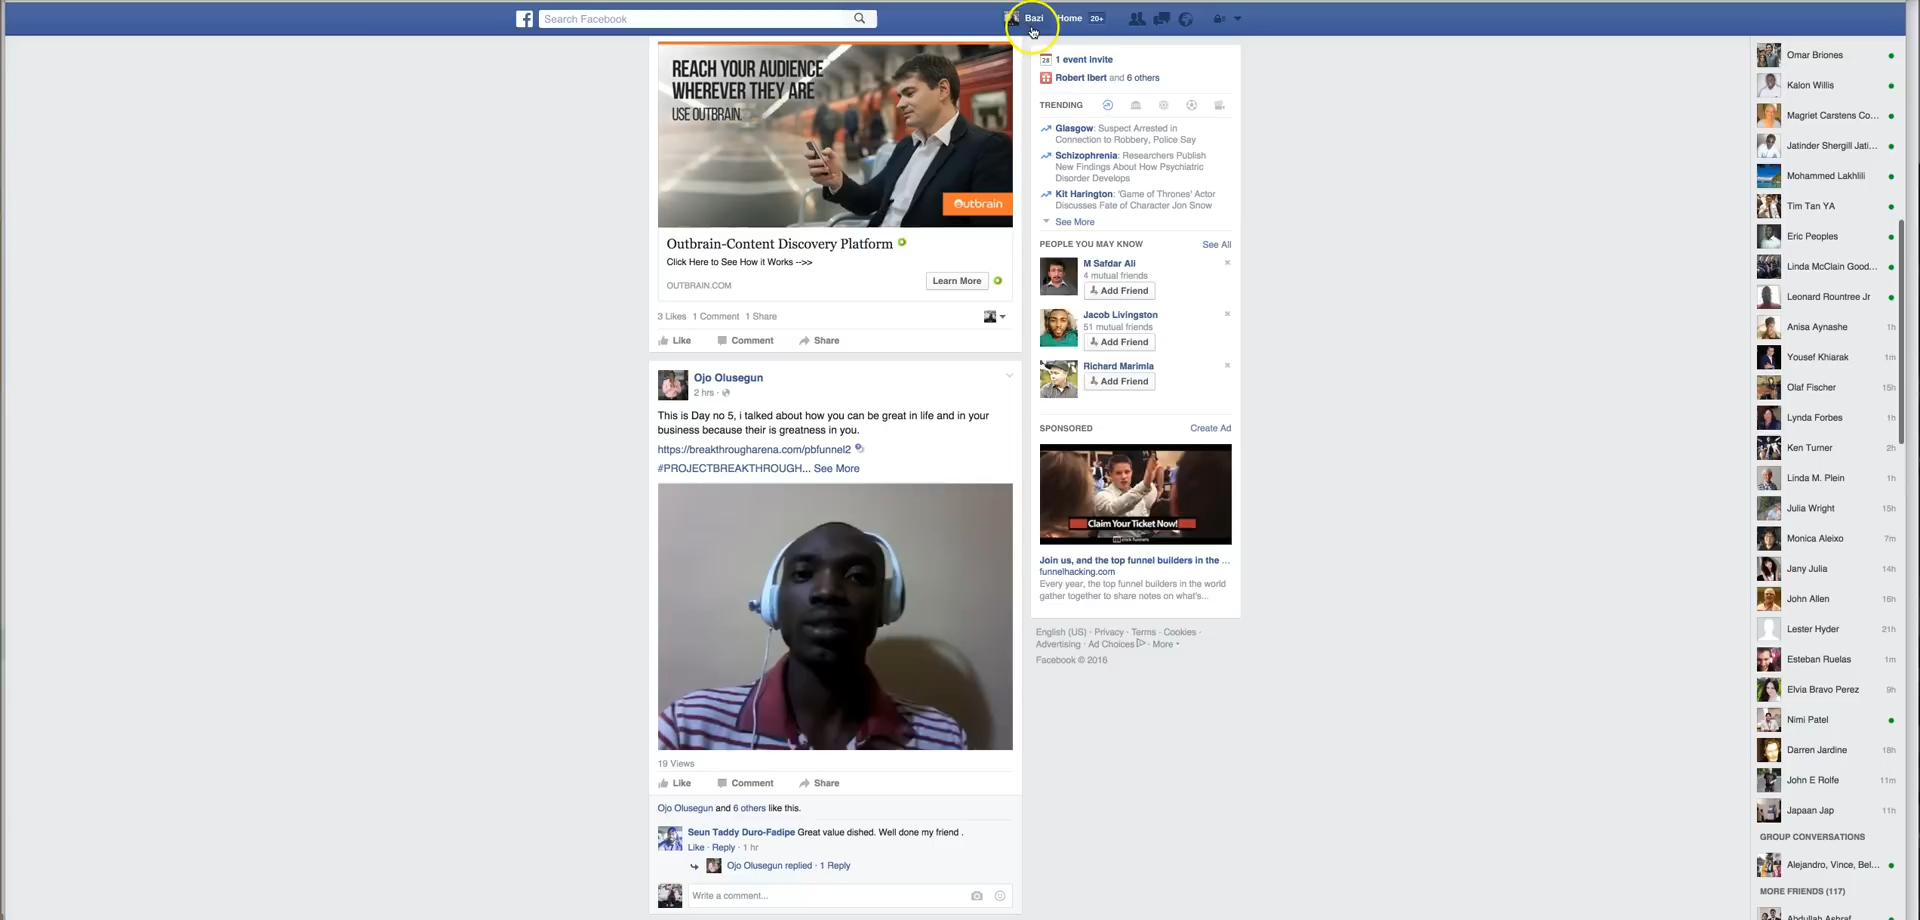 Search Facebook
Bazi
Home 20+
REACH YOUR AUDIENCE
WHEREVER THEY ARE
USE OUTBRAIN.
Outbrain
Outbrain-Content Discovery Platform
Click Here to See How it Works -->>
Learn More
OUTBRAIN.COM
3 Likes 1 Comment 1 Share
Like Comment Share
Ojo Olusegun
2 hrs ·
This is Day no 5, i talked about how you can be great in life and in your
business because their is greatness in you.
https://breakthrougharena.com/pbfunnel2
#PROJECTBREAKTHROUGH... See More
19 Views
Like Comment Share
Ojo Olusegun and 6 others like this.
Seun Taddy Duro-Fadipe Great value dished. Well done my friend .
Like · Reply · 1 hr
Ojo Olusegun replied · 1 Reply
Write a comment...
28 1 event invite
Robert Ibert and 6 others
TRENDING
Glasgow: Suspect Arrested in
Connection to Robbery, Police Say
Schizophrenia: Researchers Publish
New Findings About How Psychiatric
Disorder Develops
Kit Harington: 'Game of Thrones' Actor
Discusses Fate of Character Jon Snow
See More
PEOPLE YOU MAY KNOW See All
M Safdar Ali
4 mutual friends
Add Friend
Jacob Livingston
51 mutual friends
Add Friend
Richard Marimla
Add Friend
SPONSORED Create Ad
Claim Your Ticket Now!
Join us, and the top funnel builders in the ...
funnelhacking.com
Every year, the top funnel builders in the world
gather together to share notes on what's...
English (US) · Privacy · Terms · Cookies ·
Advertising · Ad Choices · More
Facebook © 2016
Omar Briones
Kalon Willis
Magriet Carstens Co...
Jatinder Shergill Jati...
Mohammed Lakhlili
Tim Tan YA
Eric Peoples
Linda McClain Good...
Leonard Rountree Jr
Anisa Aynashe 1h
Yousef Khiarak 1m
Olaf Fischer 15h
Lynda Forbes 1h
Ken Turner 2h
Linda M. Plein 1h
Julia Wright 15h
Monica Aleixo 7m
Jany Julia 14h
John Allen 16h
Lester Hyder 21h
Esteban Ruelas 1m
Elvia Bravo Perez 9h
Nimi Patel
Darren Jardine 18h
John E Rolfe 11m
Japaan Jap 11h
GROUP CONVERSATIONS
Alejandro, Vince, Bel...
MORE FRIENDS (117)
Abdullah Ashraf